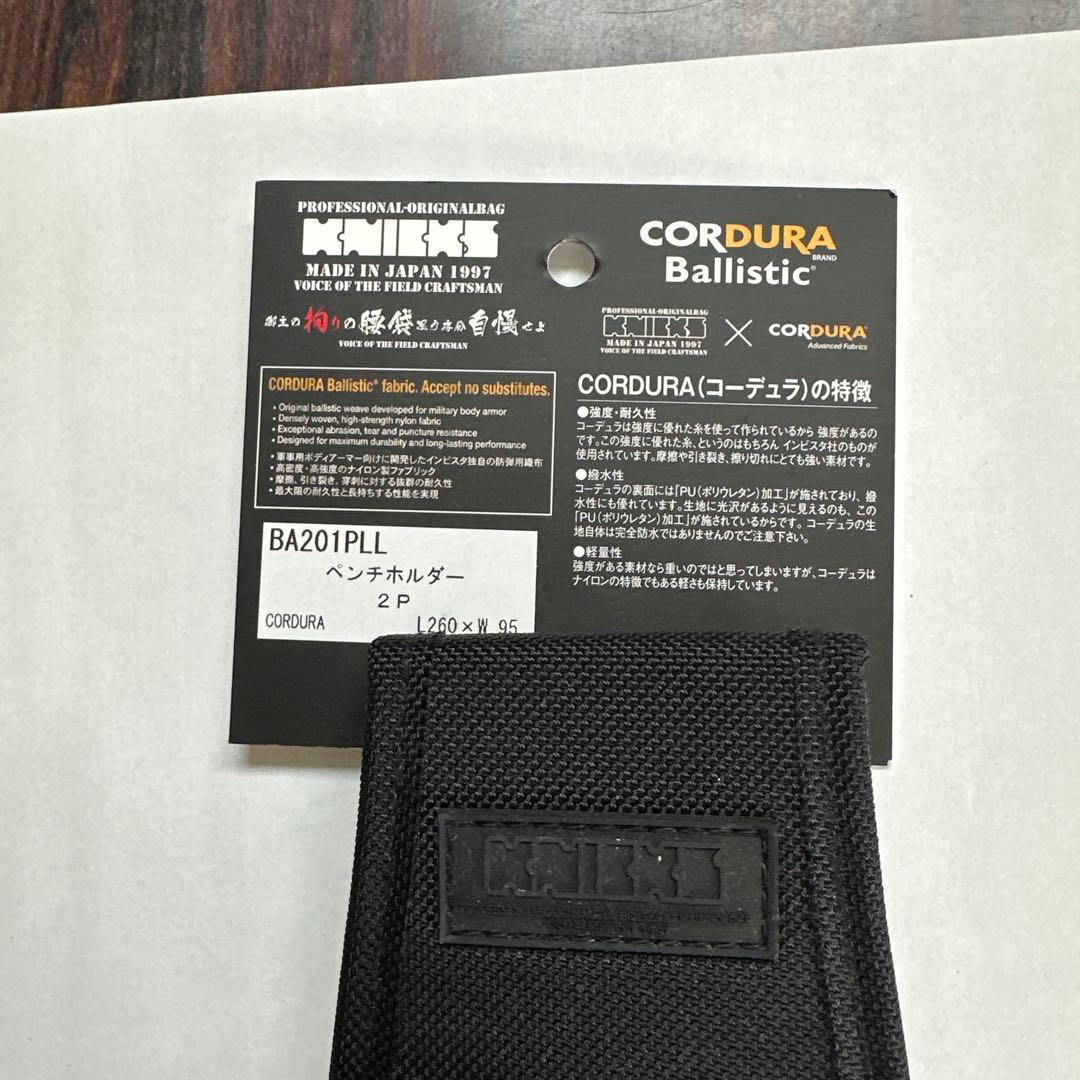 PROFESSIONAL-ORIGINALBAG
KNICKS
MADE IN JAPAN 1997
VOICE OF THE FIELD CRAFTSMAN
拘りの腰袋思う存分自慢せよ
VOICE OF THE FIELD CRAFTSMAN
CORDURA Ballistic® fabric. Accept no substitutes.
• Original ballistic weave developed for military body armor
• Densely woven, high-strength nylon fabric
• Exceptional abrasion, tear and puncture resistance
• Designed for maximum durability and long-lasting performance
• 軍事用ボディアーマー向けに開発したインビスタ独自の防弾用織布
• 高密度・高強度のナイロン製ファブリック
• 摩擦、引き裂き、穿刺に対する抜群の耐久性
• 最大限の耐久性と長持ちする性能を実現
BA201PLL
ペンチホルダー
2P
CORDURA L260×W 95
CORDURA
BRAND
Ballistic®
PROFESSIONAL-ORIGINALBAG
KNICKS
MADE IN JAPAN 1997
VOICE OF THE FIELD CRAFTSMAN
×
CORDURA®
Advanced Fabrics
CORDURA(コーデュラ)の特徴
●強度・耐久性
コーデュラは強度に優れた糸を使って作られているから 強度があるの
です。この強度に優れた糸、というのはもちろん インビスタ社のものが
使用されています。摩擦や引き裂き、擦り切れにとても強い素材です。
●撥水性
コーデュラの裏面には「PU(ポリウレタン)加工」が施されており、撥
水性にも優れています。生地に光沢があるように見えるのも、この
「PU(ポリウレタン)加工」が施されているからです。コーデュラの生
地自体は完全防水ではありませんのでご注意下さい。
●軽量性
強度がある素材なら重いのではと思ってしまいますが、コーデュラは
ナイロンの特徴でもある軽さも保持しています。
KNICKS